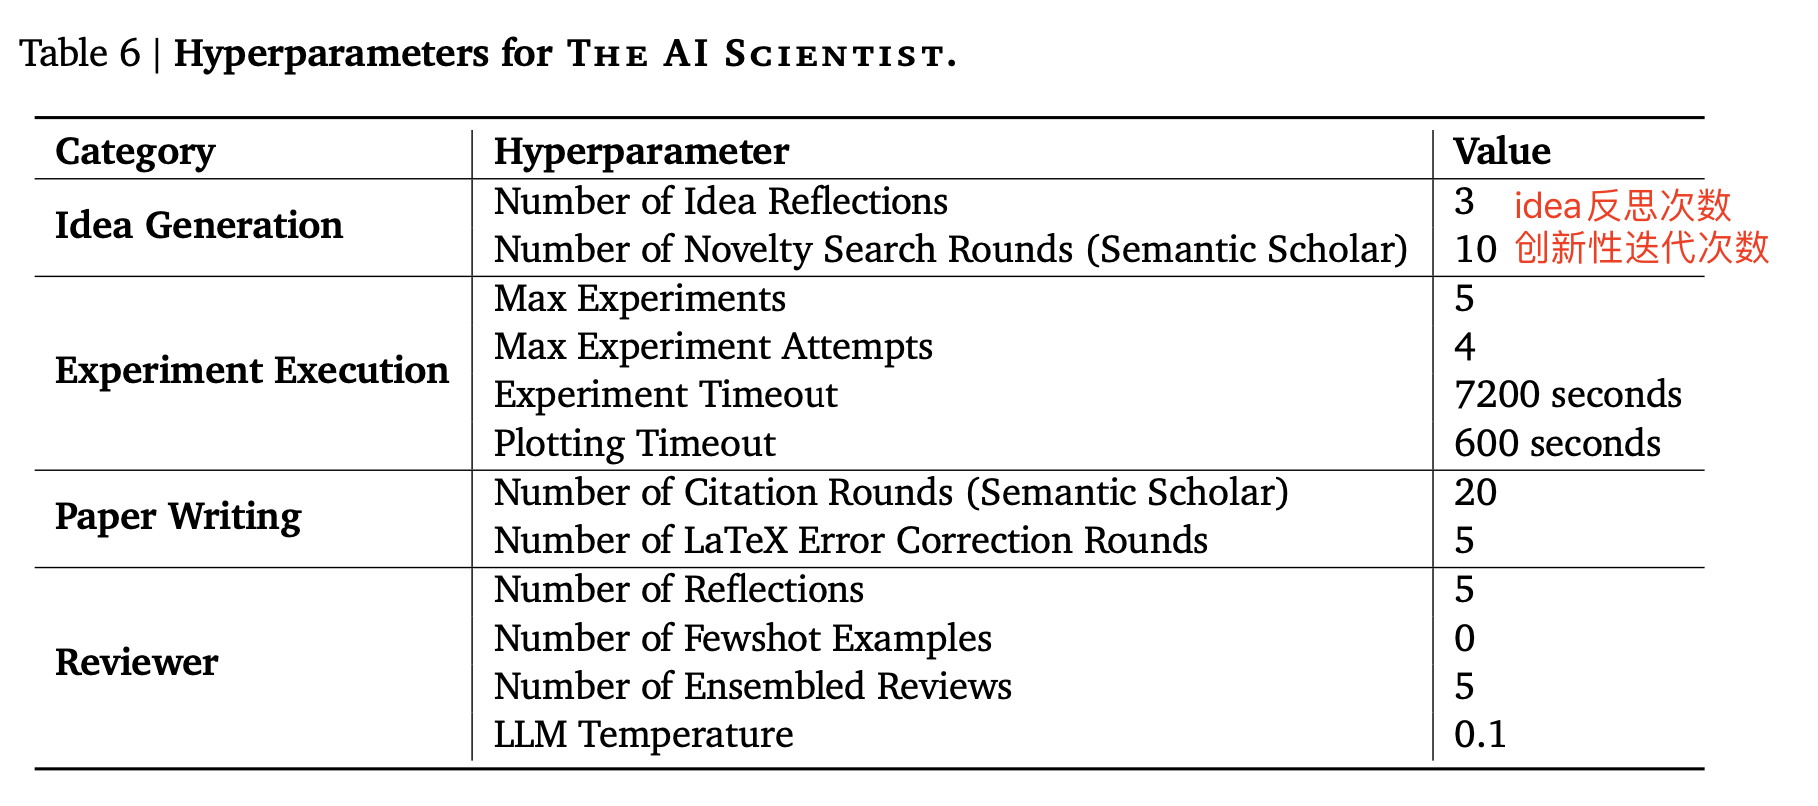 Table 6 | Hyperparameters for THE AI SCIENTIST.
Category Hyperparameter Value
Idea Generation
Number of Idea Reflections 3 idea反思次数
Number of Novelty Search Rounds (Semantic Scholar) 10 创新性迭代次数
Experiment Execution
Max Experiments 5
Max Experiment Attempts 4
Experiment Timeout 7200 seconds
Plotting Timeout 600 seconds
Paper Writing
Number of Citation Rounds (Semantic Scholar) 20
Number of LaTeX Error Correction Rounds 5
Reviewer
Number of Reflections 5
Number of Fewshot Examples 0
Number of Ensembled Reviews 5
LLM Temperature 0.1